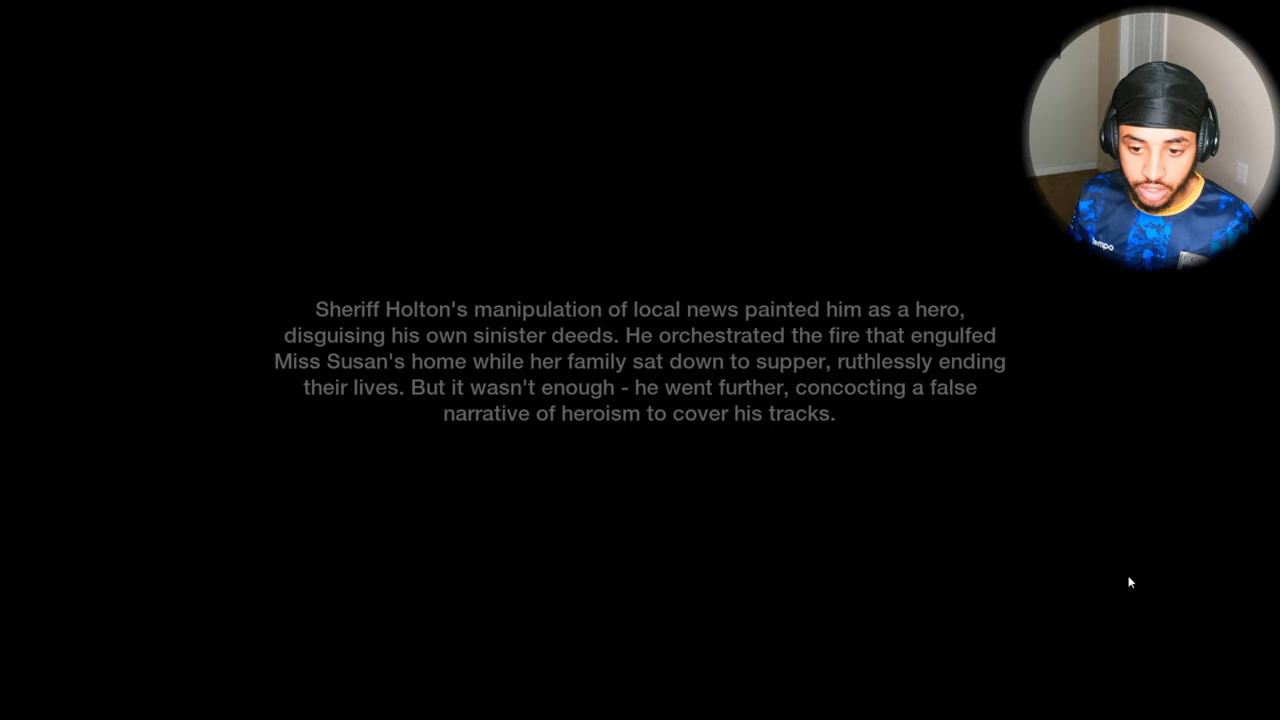 Sheriff Holton's manipulation of local news painted him as a hero,
disguising his own sinister deeds. He orchestrated the fire that engulfed
Miss Susan's home while her family sat down to supper, ruthlessly ending
their lives. But it wasn't enough - he went further, concocting a false
narrative of heroism to cover his tracks.
tempo